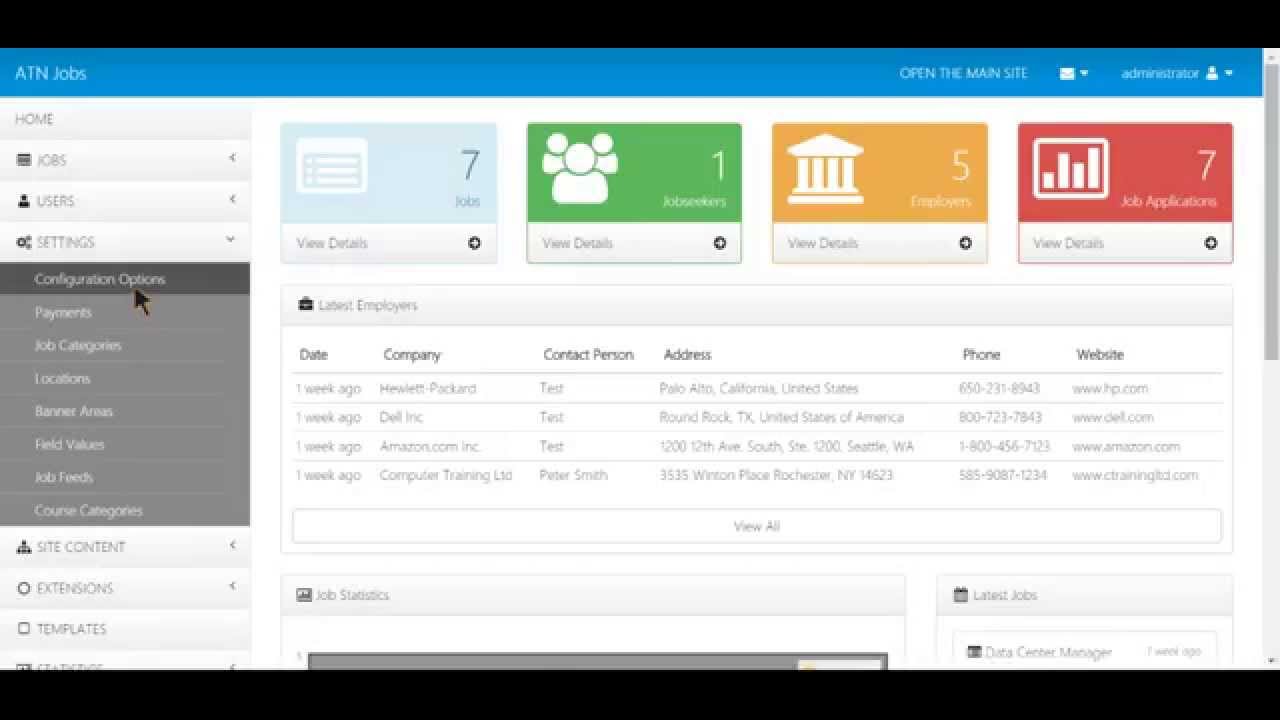 ATN Jobs
OPEN THE MAIN SITE
administrator
HOME
JOBS
USERS
SETTINGS
Configuration Options
Payments
Job Categories
Locations
Banner Areas
Field Values
Job Feeds
Course Categories
SITE CONTENT
EXTENSIONS
TEMPLATES
STATISTICS
7
Jobs
View Details
1
Jobseekers
View Details
5
Employers
View Details
7
Job Applications
View Details
Latest Employers
Date Company Contact Person Address Phone Website
1 week ago Hewlett-Packard Test Palo Alto, California, United States 650-231-8943 www.hp.com
1 week ago Dell Inc Test Round Rock, TX, United States of America 800-723-7843 www.dell.com
1 week ago Amazon.com Inc. Test 1200 12th Ave. South, Ste. 1200, Seattle, WA 1-800-456-7123 www.amazon.com
1 week ago Computer Training Ltd Peter Smith 3535 Winton Place Rochester, NY 14623 585-9087-1234 www.ctrainingltd.com
View All
Job Statistics
Latest Jobs
Data Center Manager 1 week ago